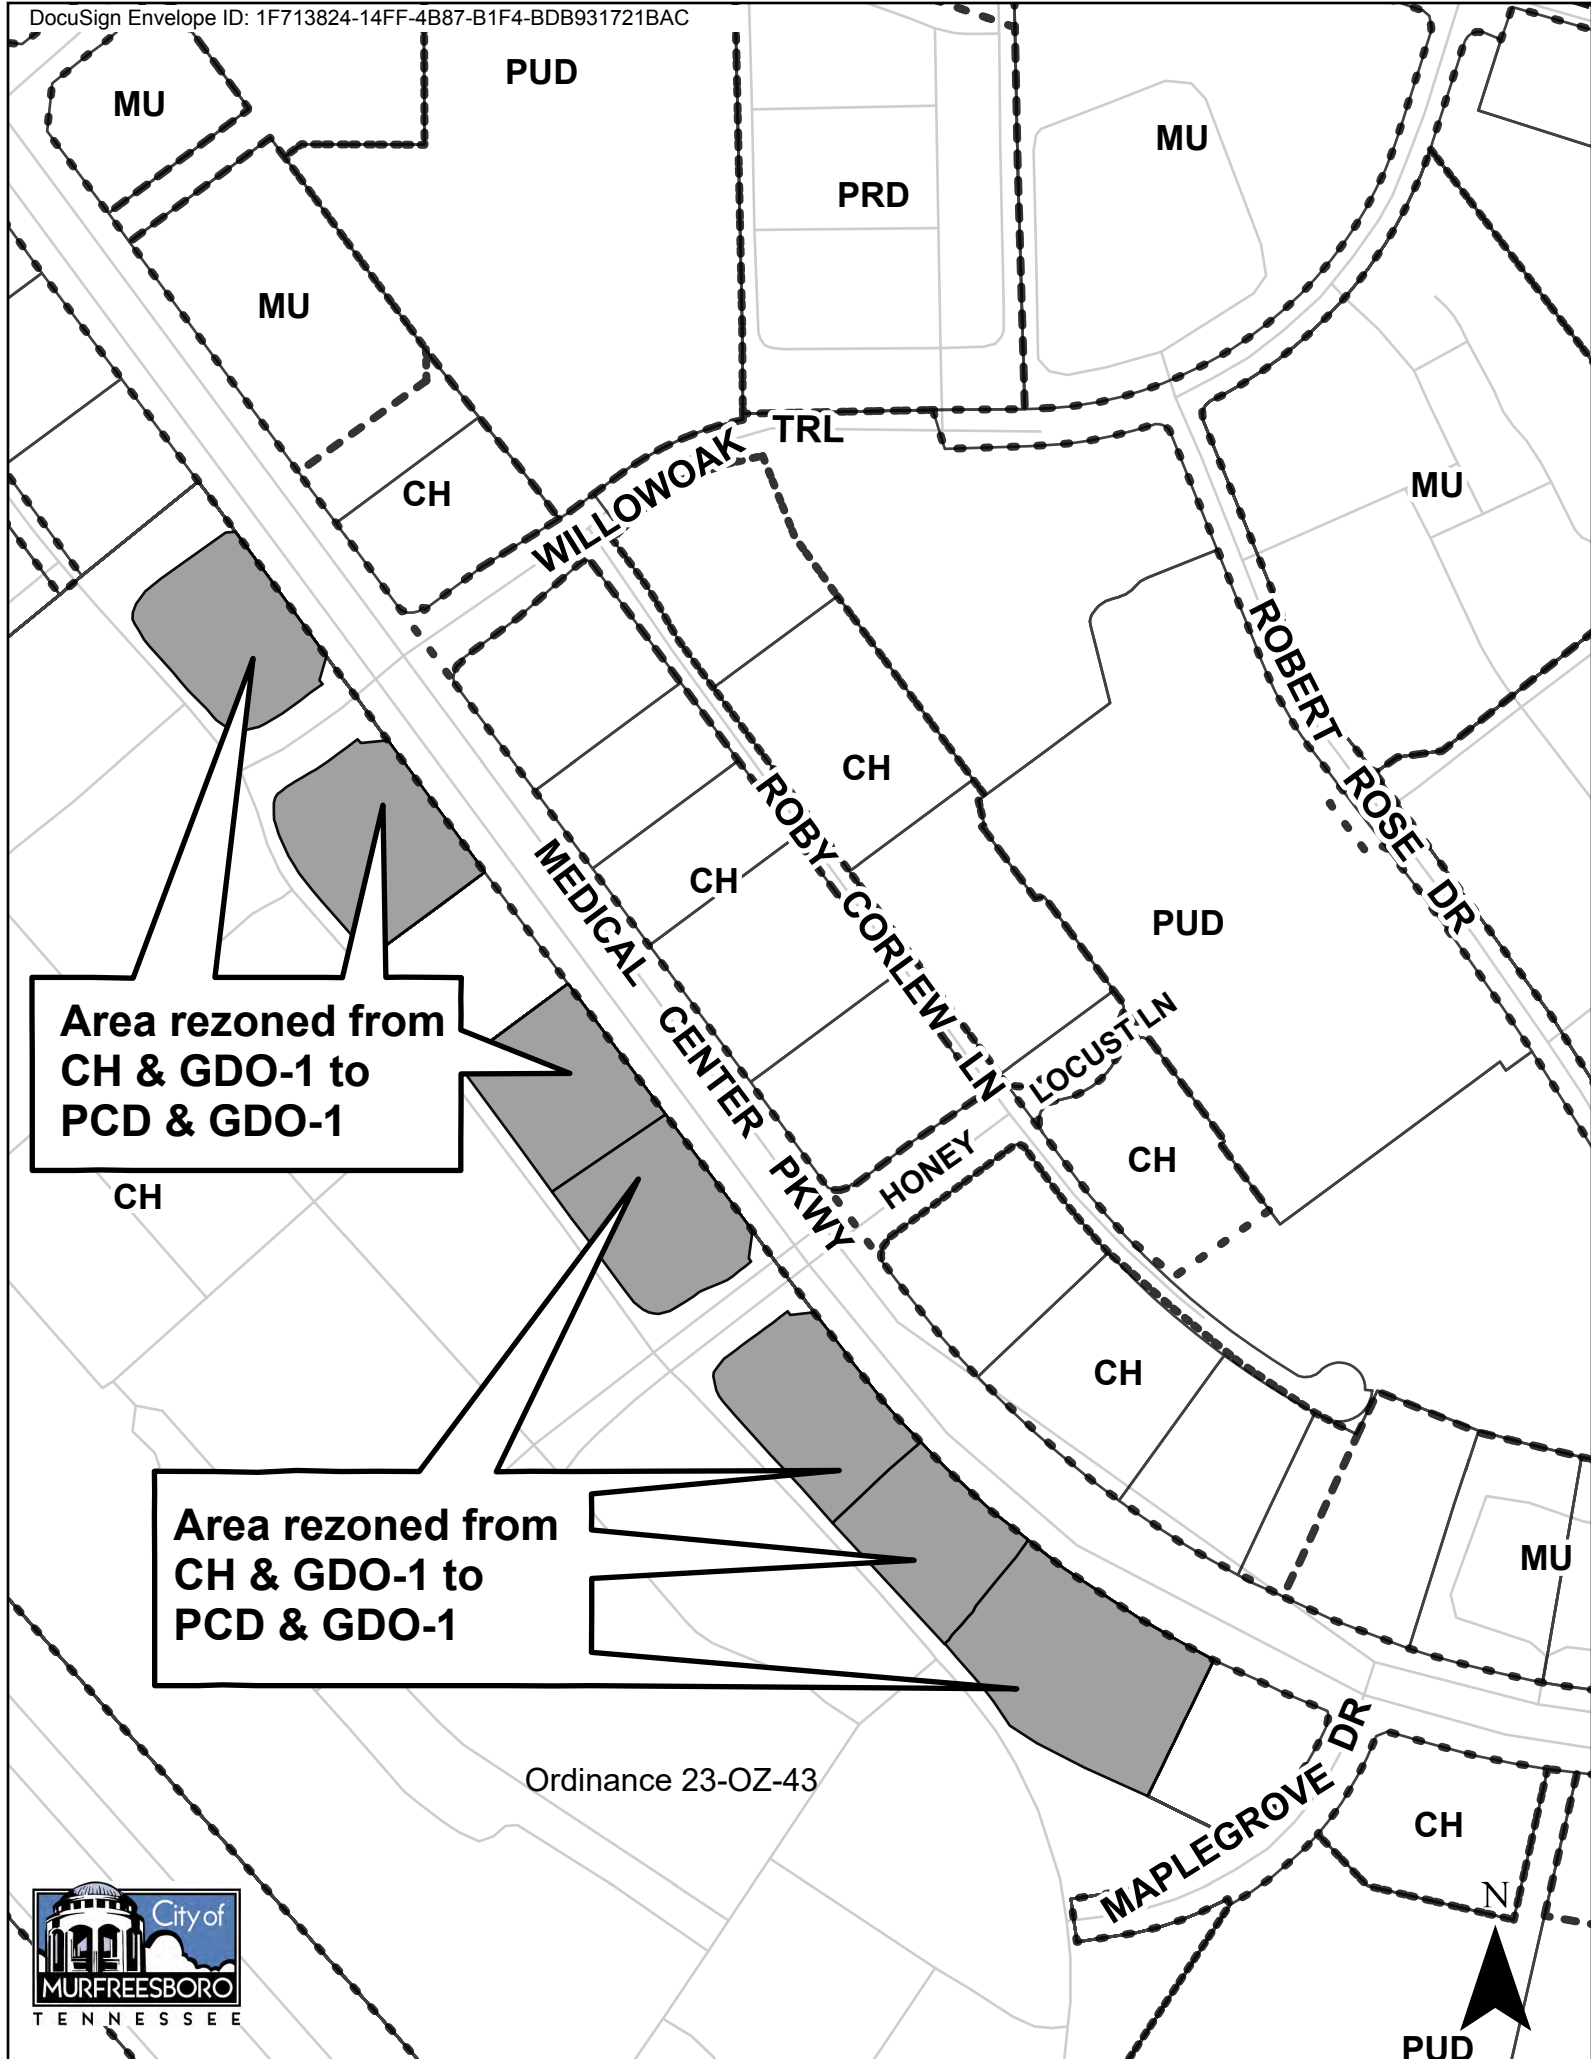 DocuSign Envelope ID: 1F713824-14FF-4B87-B1F4-BDB931721BAC
PUD
MU
MU
PRD
MU
TRL
WILLOWOAK
CH
MU
ROBERT
ROSE
DR
CH
ROBY
CORLEW
LN
CH
MEDICAL
CENTER
PKWY
PUD
LOCUST LN
HONEY
CH
Area rezoned from
CH & GDO-1 to
PCD & GDO-1
CH
CH
Area rezoned from
CH & GDO-1 to
PCD & GDO-1
MU
Ordinance 23-OZ-43
MAPLEGROVE
DR
CH
N
PUD
City of
MURFREESBORO
TENNESSEE